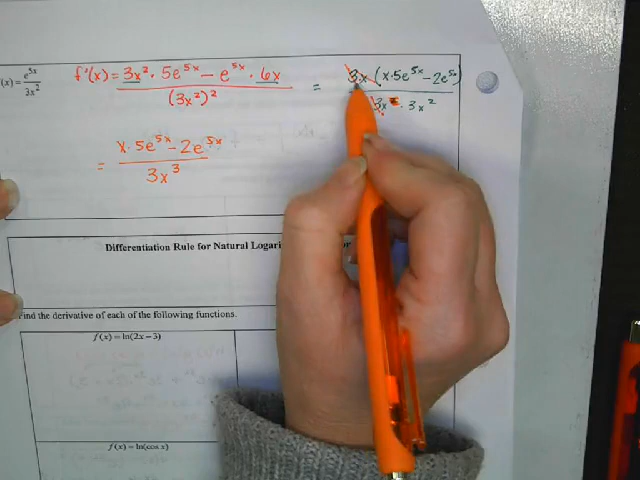 (x) = e^{5x} / 3x^2
f'(x) = (3x^2 · 5e^{5x} − e^{5x} · 6x) / (3x^2)^2 = 3x (x·5e^{5x} − 2e^{5x}) / 3x^2 · 3x^2
= (x·5e^{5x} − 2e^{5x}) / 3x^3
Differentiation Rule for Natural
Find the derivative of each of the following functions.
f(x) = ln(2x − 3)
f(x) = ln(cos x)